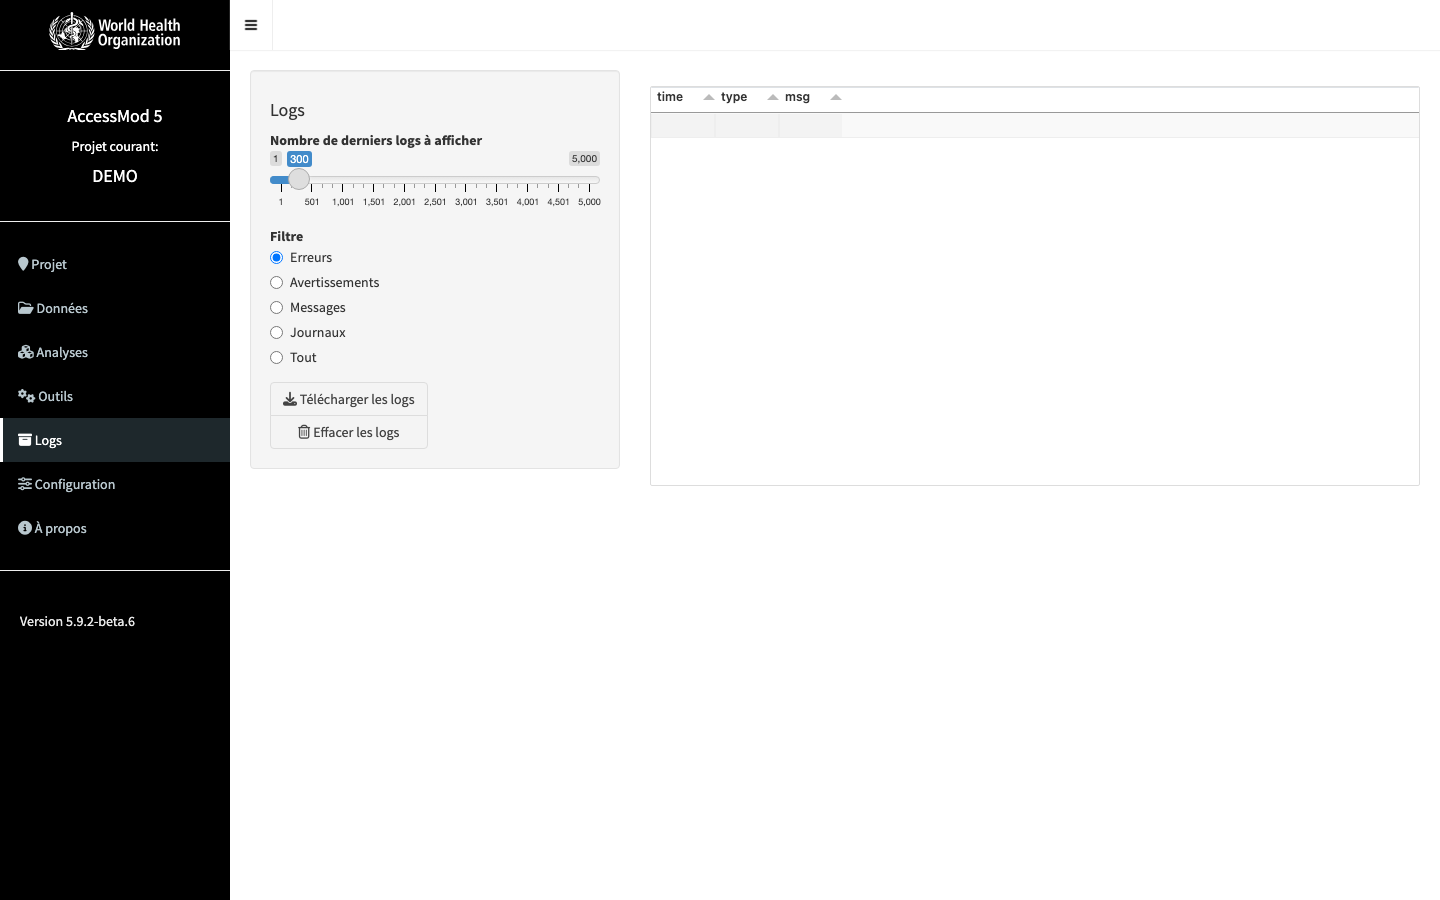 World Health
Organization
AccessMod 5
Projet courant:
DEMO
Projet
Données
Analyses
Outils
Logs
Configuration
À propos
Version 5.9.2-beta.6
Logs
Nombre de derniers logs à afficher
1 300 5,000
1 501 1,001 1,501 2,001 2,501 3,001 3,501 4,001 4,501 5,000
Filtre
Erreurs
Avertissements
Messages
Journaux
Tout
Télécharger les logs
Effacer les logs
time type msg